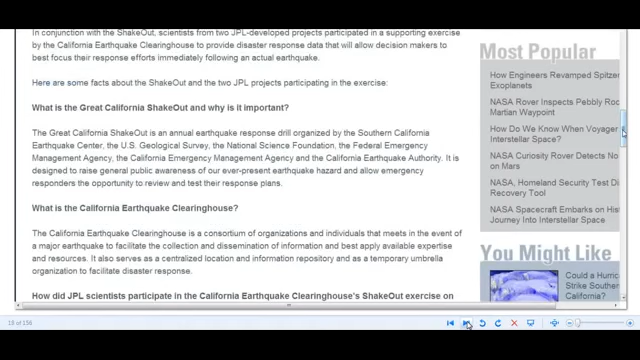 In conjunction with the ShakeOut, scientists from two JPL-developed projects participated in a supporting exercise
by the California Earthquake Clearinghouse to provide disaster response data that will allow decision makers to
best focus their response efforts immediately following an actual earthquake.
Here are some facts about the ShakeOut and the two JPL projects participating in the exercise:
What is the Great California ShakeOut and why is it important?
The Great California ShakeOut is an annual earthquake response drill organized by the Southern California
Earthquake Center, the U.S. Geological Survey, the National Science Foundation, the Federal Emergency
Management Agency, the California Emergency Management Agency and the California Earthquake Authority. It is
designed to raise general public awareness of our ever-present earthquake hazard and allow emergency
responders the opportunity to review and test their response plans.
What is the California Earthquake Clearinghouse?
The California Earthquake Clearinghouse is a consortium of organizations and individuals that meets in the event of
a major earthquake to facilitate the collection and dissemination of information and best apply available expertise
and resources. It also serves as a centralized location and information repository and as a temporary umbrella
organization to facilitate disaster response.
How did JPL scientists participate in the California Earthquake Clearinghouse's ShakeOut exercise on
Most Popular
How Engineers Revamped Spitzer
Exoplanets
NASA Rover Inspects Pebbly Roc
Martian Waypoint
How Do We Know When Voyager
Interstellar Space?
NASA Curiosity Rover Detects No
on Mars
NASA, Homeland Security Test Di
Recovery Tool
NASA Spacecraft Embarks on Hist
Journey Into Interstellar Space
You Might Like
Could a Hurric
Strike Southern
California?
of 156